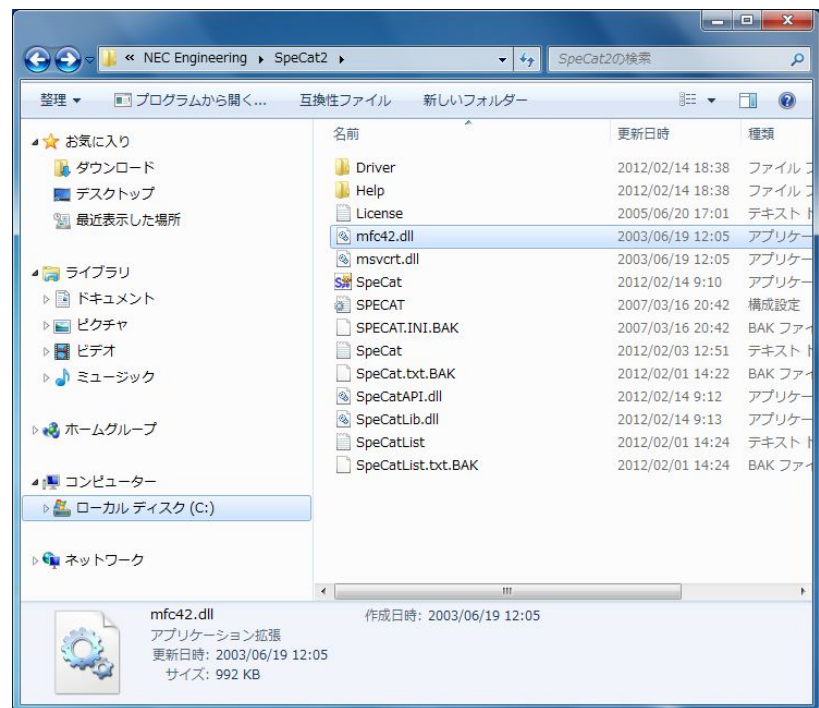 « NEC Engineering ▸ SpeCat2 ▸ SpeCat2の検索
整理 ▼ プログラムから開く... 互換性ファイル 新しいフォルダー
お気に入り
ダウンロード
デスクトップ
最近表示した場所
ライブラリ
ドキュメント
ピクチャ
ビデオ
ミュージック
ホームグループ
コンピューター
ローカル ディスク (C:)
ネットワーク
名前 更新日時 種類
Driver 2012/02/14 18:38 ファイル フ
Help 2012/02/14 18:38 ファイル フ
License 2005/06/20 17:01 テキスト ド
mfc42.dll 2003/06/19 12:05 アプリケー
msvcrt.dll 2003/06/19 12:05 アプリケー
SpeCat 2012/02/14 9:10 アプリケー
SPECAT 2007/03/16 20:42 構成設定
SPECAT.INI.BAK 2007/03/16 20:42 BAK ファイ
SpeCat 2012/02/03 12:51 テキスト ド
SpeCat.txt.BAK 2012/02/01 14:22 BAK ファイ
SpeCatAPI.dll 2012/02/14 9:12 アプリケー
SpeCatLib.dll 2012/02/14 9:13 アプリケー
SpeCatList 2012/02/01 14:24 テキスト ド
SpeCatList.txt.BAK 2012/02/01 14:24 BAK ファイ
mfc42.dll 作成日時: 2003/06/19 12:05
アプリケーション拡張
更新日時: 2003/06/19 12:05
サイズ: 992 KB